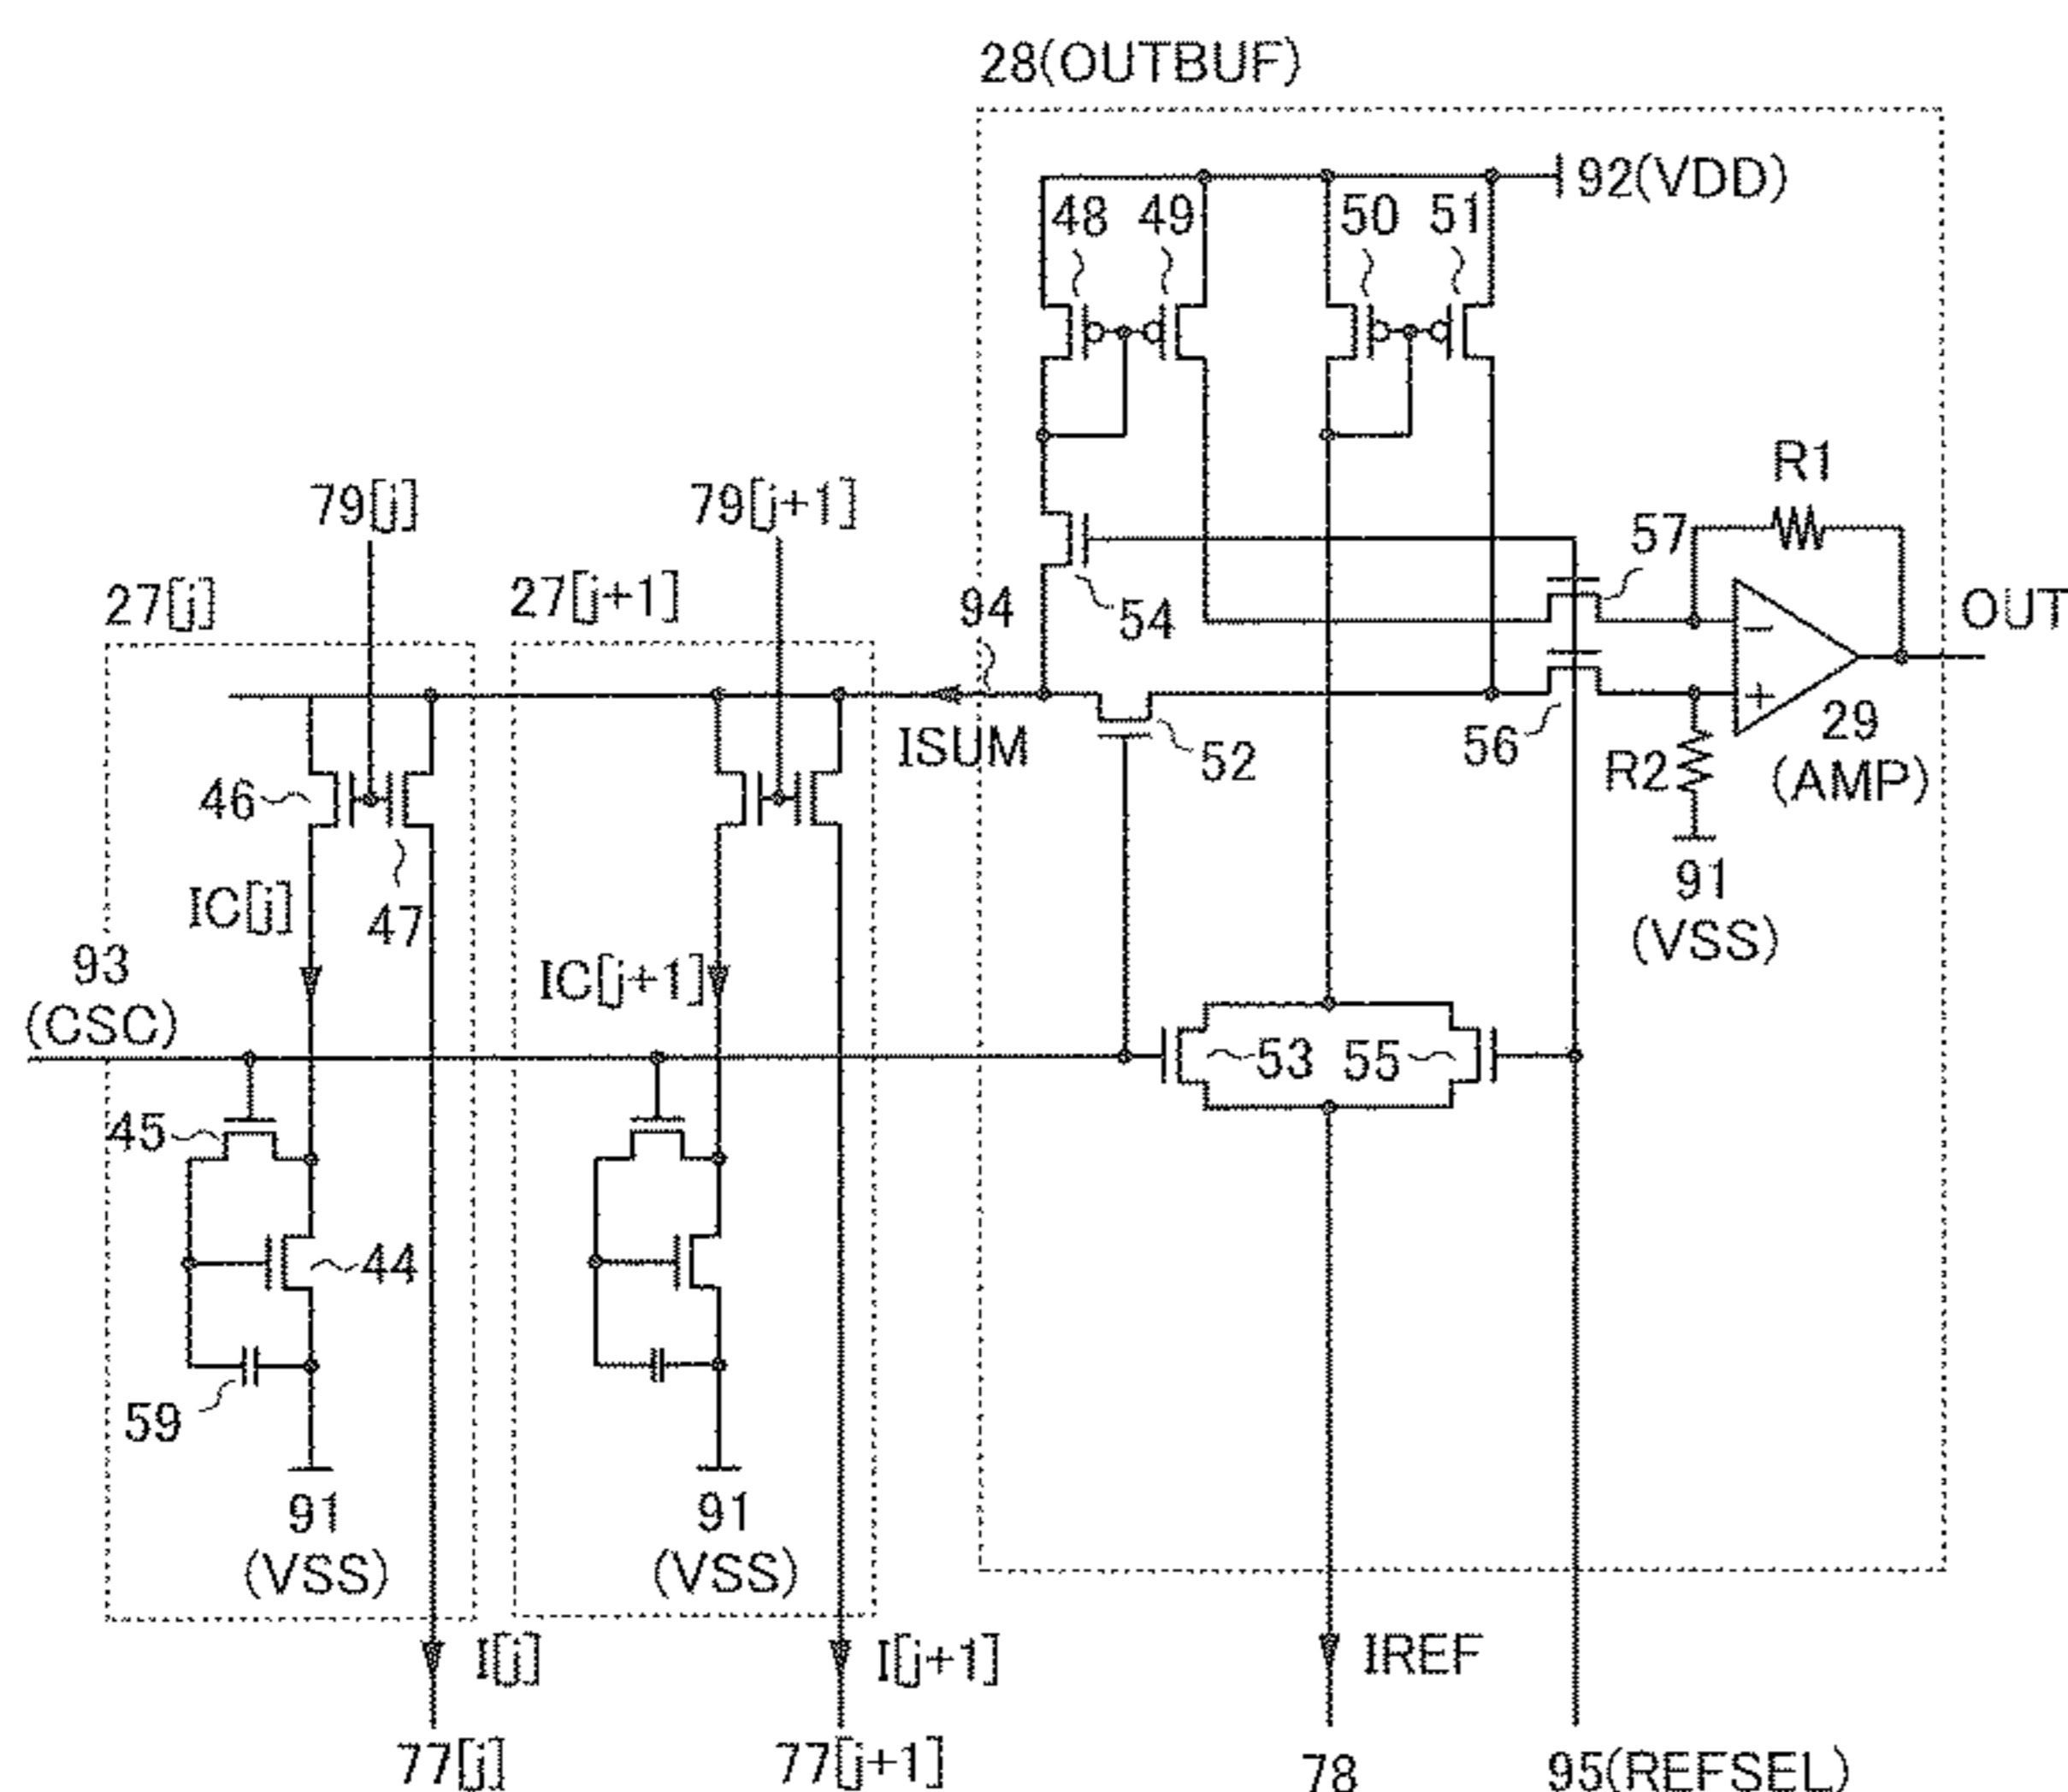 28(OUTBUF)
92(VDD)
48 49 50 51
R1
79[j] 79[j+1]
57
27[j] 27[j+1] 94 54 OUT
ISUM 52 56 R2 29
(AMP)
46
91
(VSS)
IC[j] 47
93
(CSC)
IC[j+1]
53 55
45
44
59
91
(VSS)
91
(VSS)
I[j] I[j+1] IREF
77[j] 77[j+1] 78 95(REFSEL)